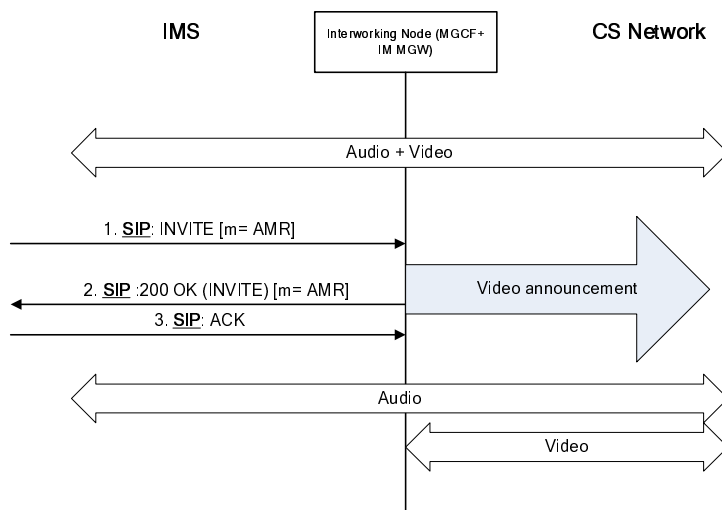 IMS
Interworking Node (MGCF+
IM MGW)
CS Network
Audio + Video
1. SIP: INVITE [m= AMR]
Video announcement
2. SIP :200 OK (INVITE) [m= AMR]
3. SIP: ACK
Audio
Video